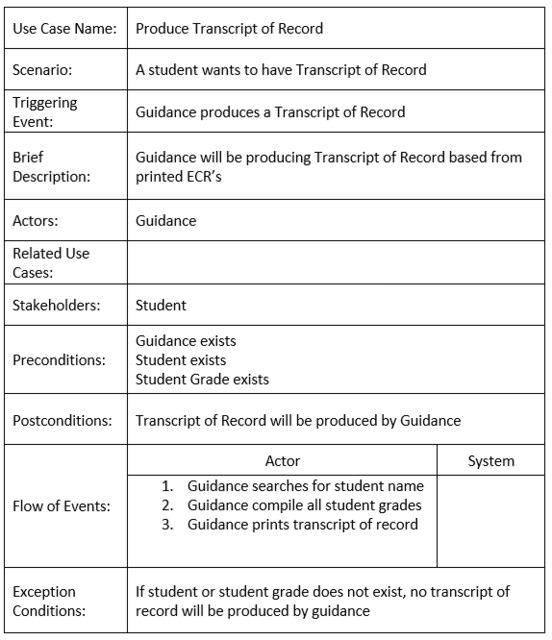 Use Case Name: Produce Transcript of Record
Scenario: A student wants to have Transcript of Record
Triggering
Event:
Guidance produces a Transcript of Record
Brief
Description:
Guidance will be producing Transcript of Record based from
printed ECR’s
Actors: Guidance
Related Use
Cases:
Stakeholders: Student
Preconditions:
Guidance exists
Student exists
Student Grade exists
Postconditions: Transcript of Record will be produced by Guidance
Flow of Events:
Actor System
1. Guidance searches for student name
2. Guidance compile all student grades
3. Guidance prints transcript of record
Exception
Conditions:
If student or student grade does not exist, no transcript of
record will be produced by guidance